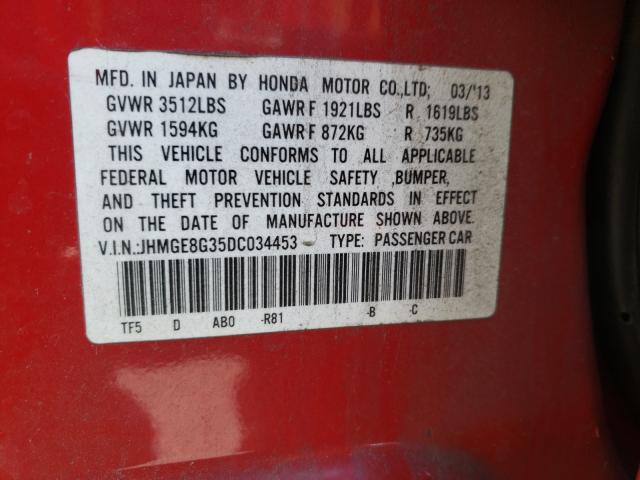 MFD. IN JAPAN BY HONDA MOTOR CO.,LTD; 03/'13
GVWR 3512LBS GAWR F 1921LBS R 1619LBS
GVWR 1594KG GAWR F 872KG R 735KG
THIS VEHICLE CONFORMS TO ALL APPLICABLE
FEDERAL MOTOR VEHICLE SAFETY ,BUMPER,
AND THEFT PREVENTION STANDARDS IN EFFECT
ON THE DATE OF MANUFACTURE SHOWN ABOVE.
V.I.N.:JHMGE8G35DC034453 TYPE: PASSENGER CAR
TF5 D AB0 -R81 -B -C